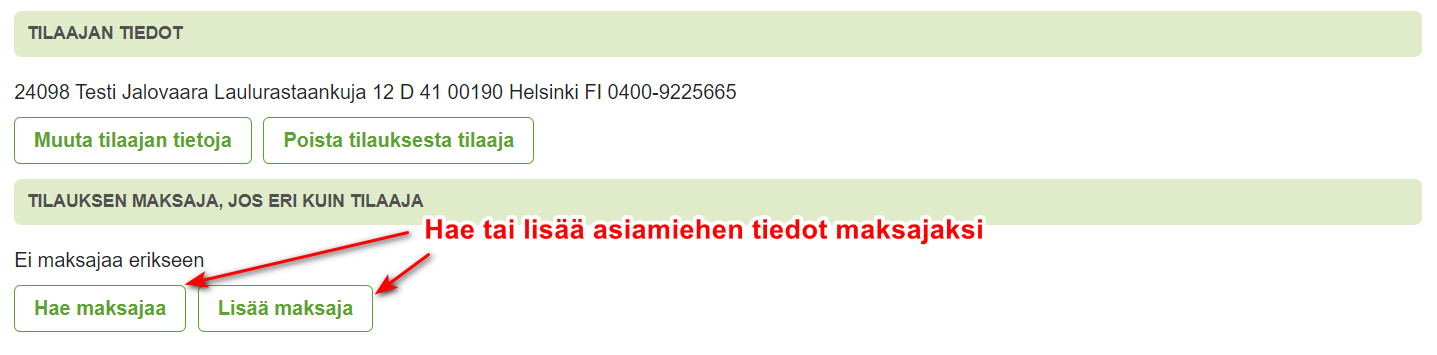 TILAAJAN TIEDOT
24098 Testi Jalovaara Laulurastaankuja 12 D 41 00190 Helsinki FI 0400-9225665
Muuta tilaajan tietoja Poista tilauksesta tilaaja
TILAUKSEN MAKSAJA, JOS ERI KUIN TILAAJA
Hae tai lisää asiamiehen tiedot maksajaksi
Ei maksajaa erikseen
Hae maksajaa Lisää maksaja